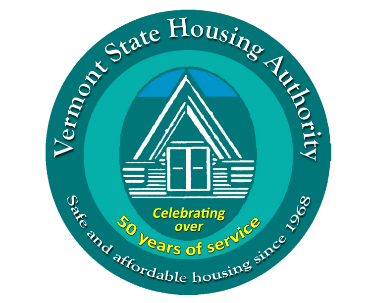 Vermont State Housing Authority
Celebrating
over
50 years of service
Safe and affordable housing since 1968